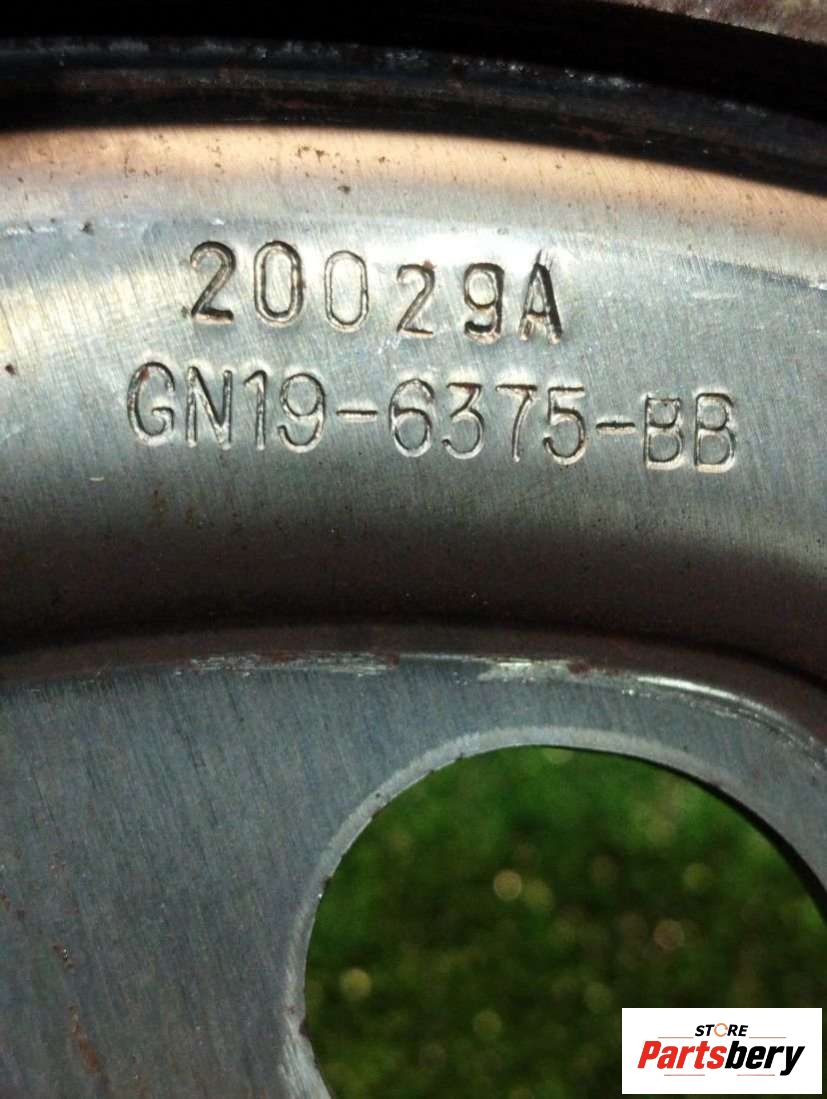 20029A
GN19-6375-BB
STORE
Partsbery